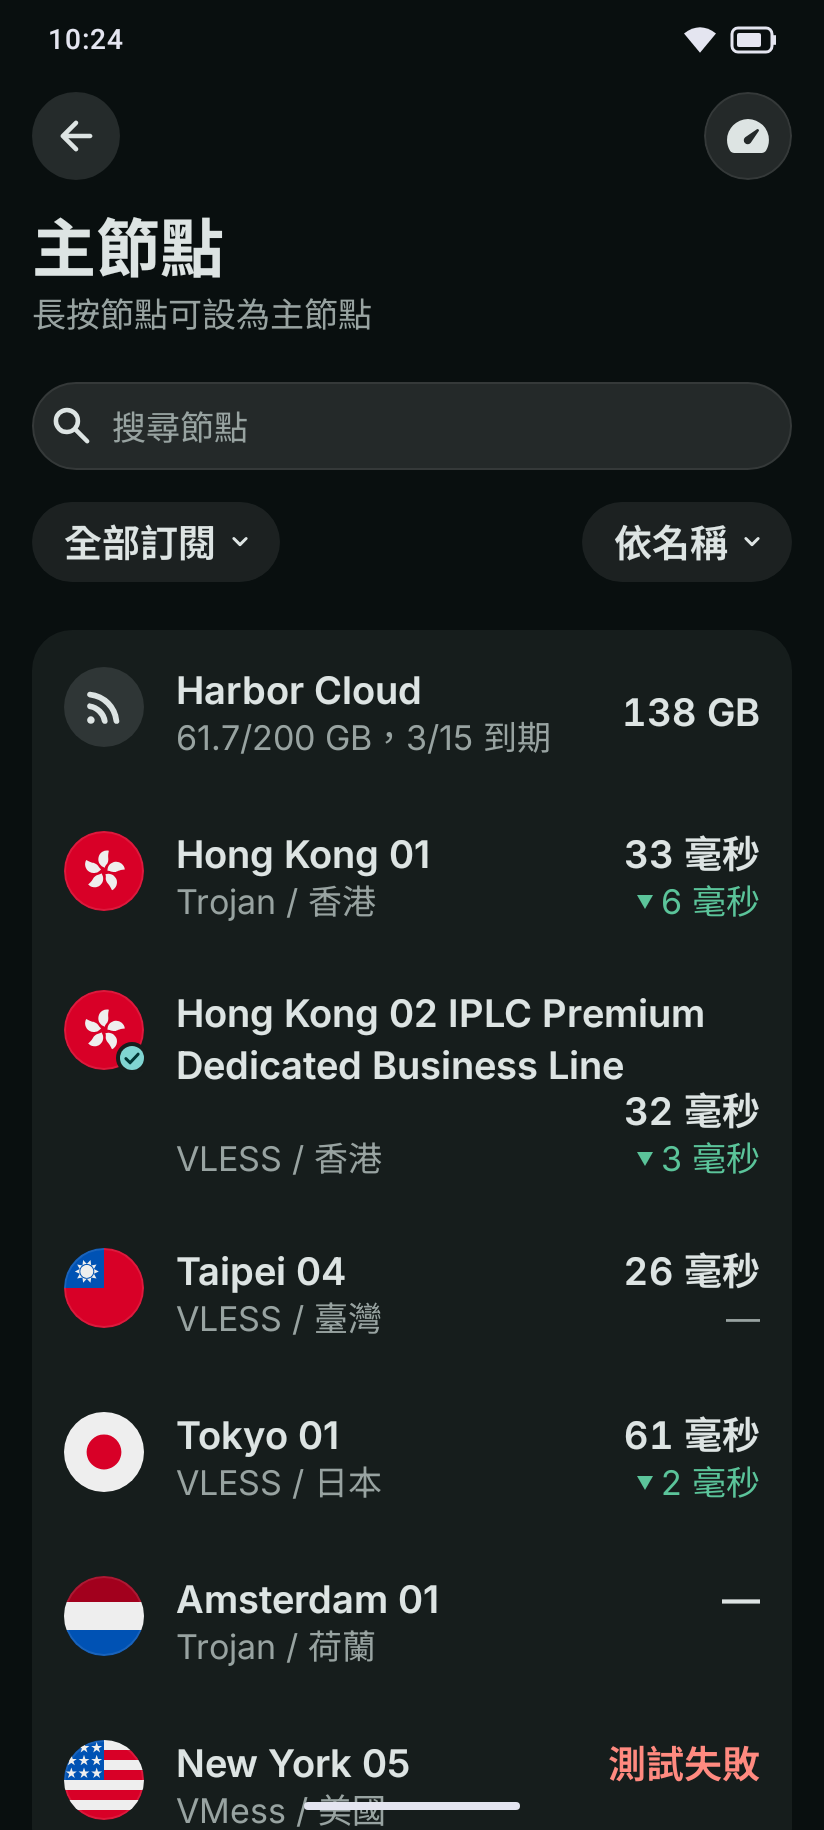 10:24
主節點
長按節點可設為主節點
搜尋節點
全部訂閱
依名稱
Harbor Cloud
138 GB
61.7/200 GB，3/15 到期
Hong Kong 01
33 毫秒
Trojan / 香港
▼6 毫秒
Hong Kong 02 IPLC Premium
Dedicated Business Line
32 毫秒
VLESS / 香港
▼3 毫秒
Taipei 04
26 毫秒
VLESS / 臺灣
—
Tokyo 01
61 毫秒
VLESS / 日本
▼2 毫秒
Amsterdam 01
—
Trojan / 荷蘭
New York 05
測試失敗
VMess / 美國